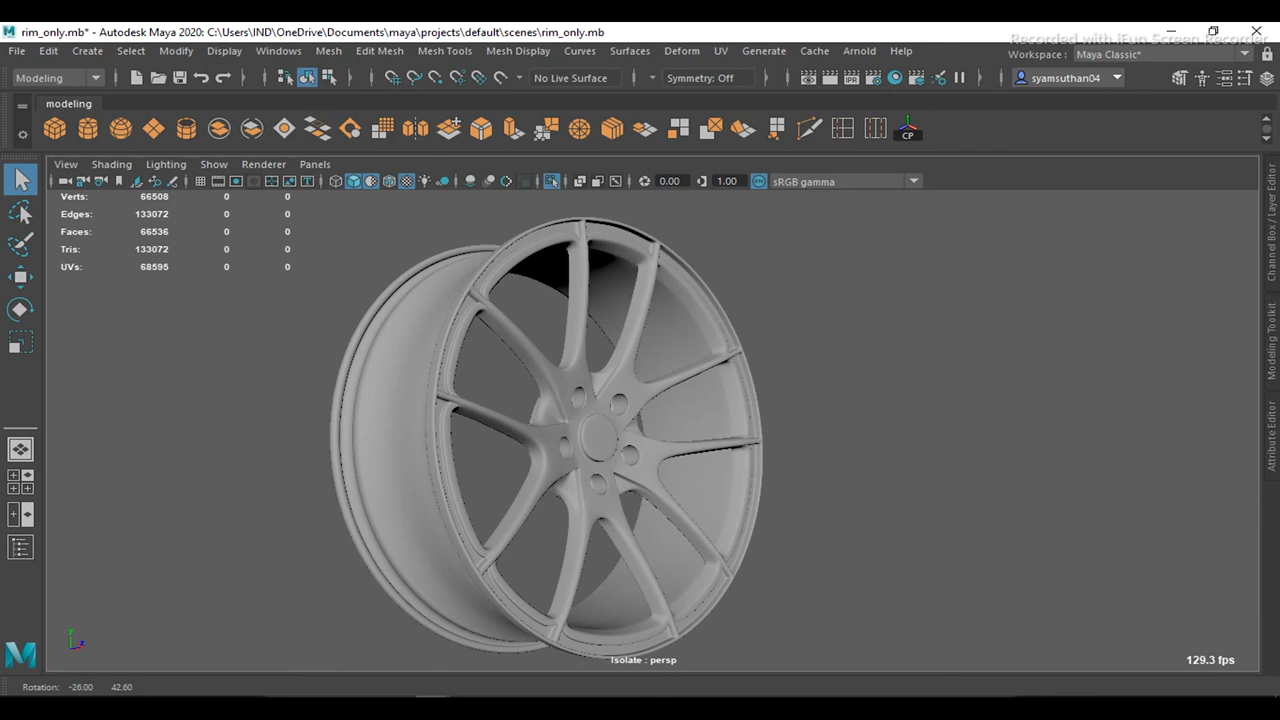 rim_only.mb* - Autodesk Maya 2020: C:\Users\IND\OneDrive\Documents\maya\projects\default\scenes\rim_only.mb
Recorded with iFun Screen Recorder
File Edit Create Select Modify Display Windows Mesh Edit Mesh Mesh Tools Mesh Display Curves Surfaces Deform UV Generate Cache Arnold Help
Workspace : Maya Classic*
Modeling No Live Surface Symmetry: Off syamsuthan04
modeling
CP
View Shading Lighting Show Renderer Panels
0.00 1.00 sRGB gamma
Verts: 66508 0 0
Edges: 133072 0 0
Faces: 66536 0 0
Tris: 133072 0 0
UVs: 68595 0 0
Channel Box / Layer Editor
Modeling Toolkit
Attribute Editor
Isolate : persp
129.3 fps
Rotation: -26.00 42.60